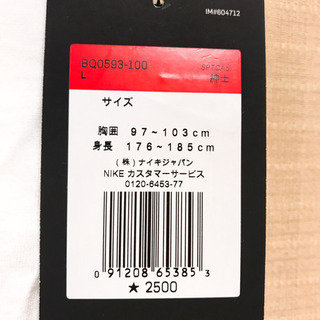 IM#604712
BQ0593-100
L
紳士
サイズ
胸囲 97~103cm
身長 176~185cm
(株)ナイキジャパン
NIKE カスタマーサービス
0120-6453-77
0 91208 65385 3
★ 2500